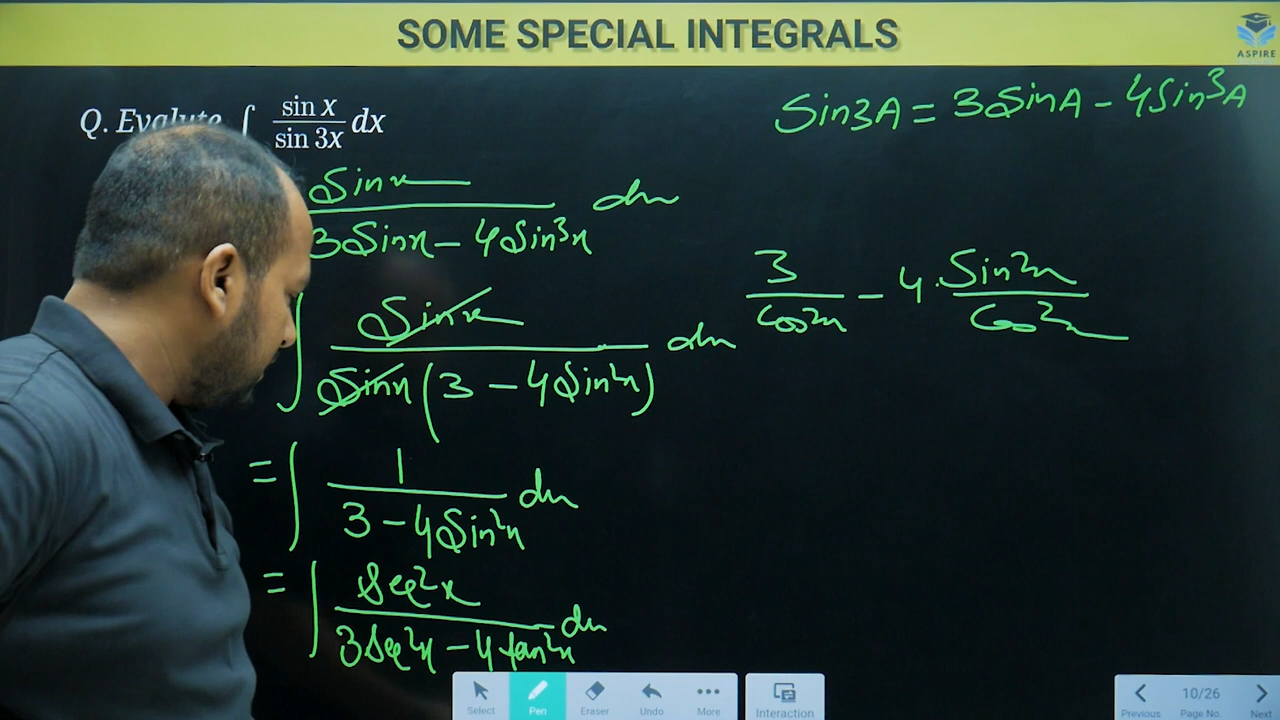 SOME SPECIAL INTEGRALS
ASPIRE
Q. Evalute ∫ sin x / sin 3x dx
Sin3A = 3SinA - 4Sin³A
Sinx / 3Sinx - 4Sin³x dx
3 / Cos²x - 4. Sin²x / Cos²x
∫ Sinx / Sinx (3 - 4Sin²x) dx
= ∫ 1 / 3 - 4Sin²x dx
= ∫ Sec²x / 3Sec²x - 4tan²x dx
Select Pen Eraser Undo More Interaction
10/26
Previous Page No. Next